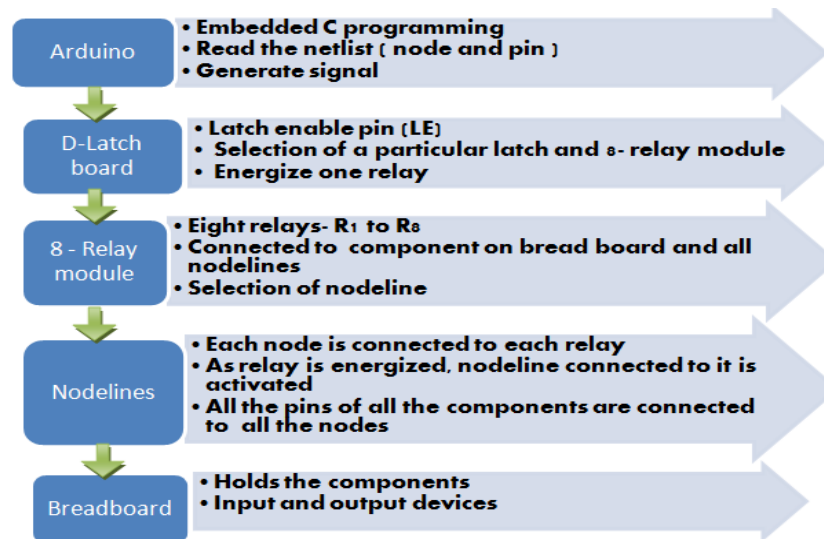 Arduino
• Embedded C programming
• Read the netlist ( node and pin )
• Generate signal
D-Latch
board
• Latch enable pin (LE)
• Selection of a particular latch and 8- relay module
• Energize one relay
8 - Relay
module
• Eight relays- R1 to R8
• Connected to component on bread board and all
nodelines
• Selection of nodeline
Nodelines
• Each node is connected to each relay
• As relay is energized, nodeline connected to it is
activated
• All the pins of all the components are connected
to all the nodes
Breadboard
• Holds the components
• Input and output devices